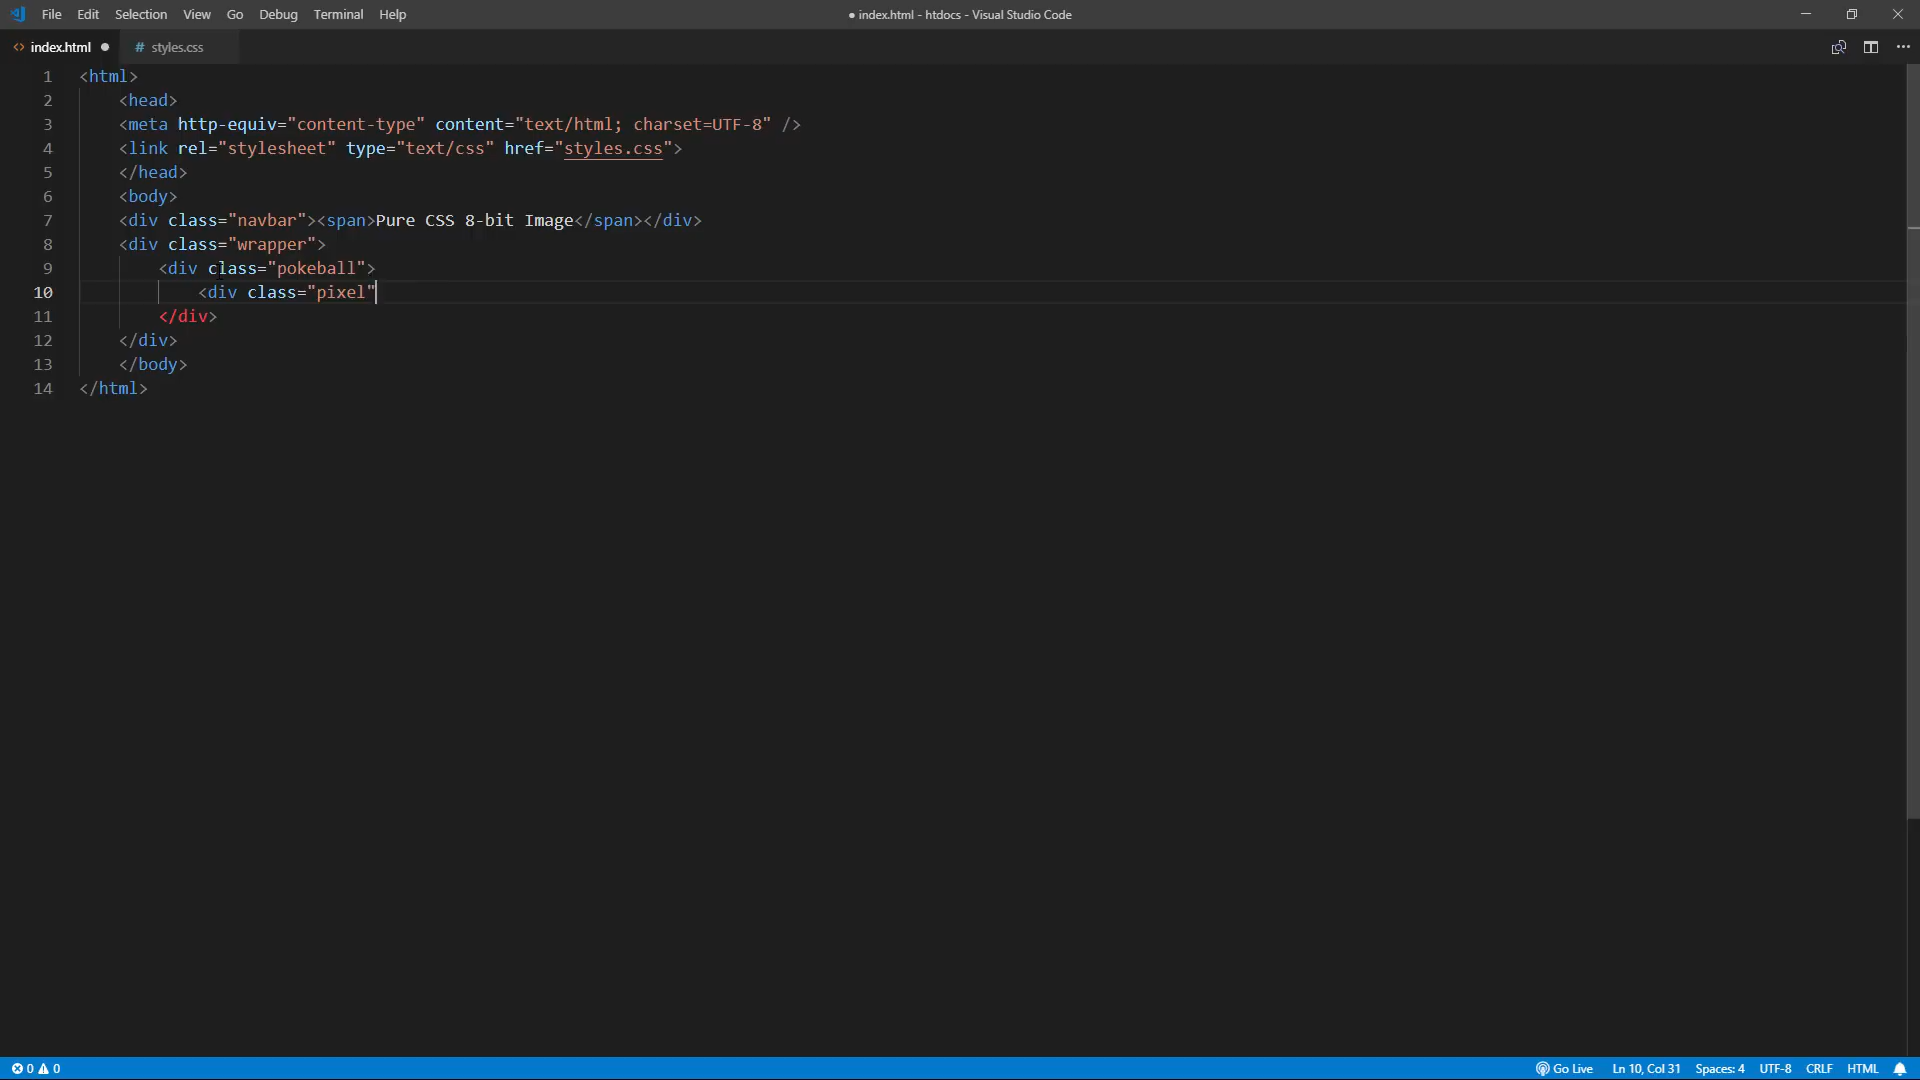 File Edit Selection View Go Debug Terminal Help
● index.html - htdocs - Visual Studio Code
<> index.html ●
# styles.css
1 <html>
2 <head>
3 <meta http-equiv="content-type" content="text/html; charset=UTF-8" />
4 <link rel="stylesheet" type="text/css" href="styles.css">
5 </head>
6 <body>
7 <div class="navbar"><span>Pure CSS 8-bit Image</span></div>
8 <div class="wrapper">
9 <div class="pokeball">
10 <div class="pixel"
11 </div>
12 </div>
13 </body>
14 </html>
0 0
Go Live Ln 10, Col 31 Spaces: 4 UTF-8 CRLF HTML